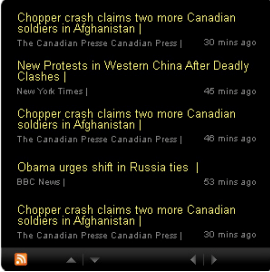 Chopper crash claims two more Canadian
soldiers in Afghanistan |
The Canadian Presse Canadian Press | 30 mins ago
New Protests in Western China After Deadly
Clashes |
New York Times | 45 mins ago
Chopper crash claims two more Canadian
soldiers in Afghanistan |
The Canadian Presse Canadian Press | 46 mins ago
Obama urges shift in Russia ties |
BBC News | 53 mins ago
Chopper crash claims two more Canadian
soldiers in Afghanistan |
The Canadian Presse Canadian Press | 30 mins ago